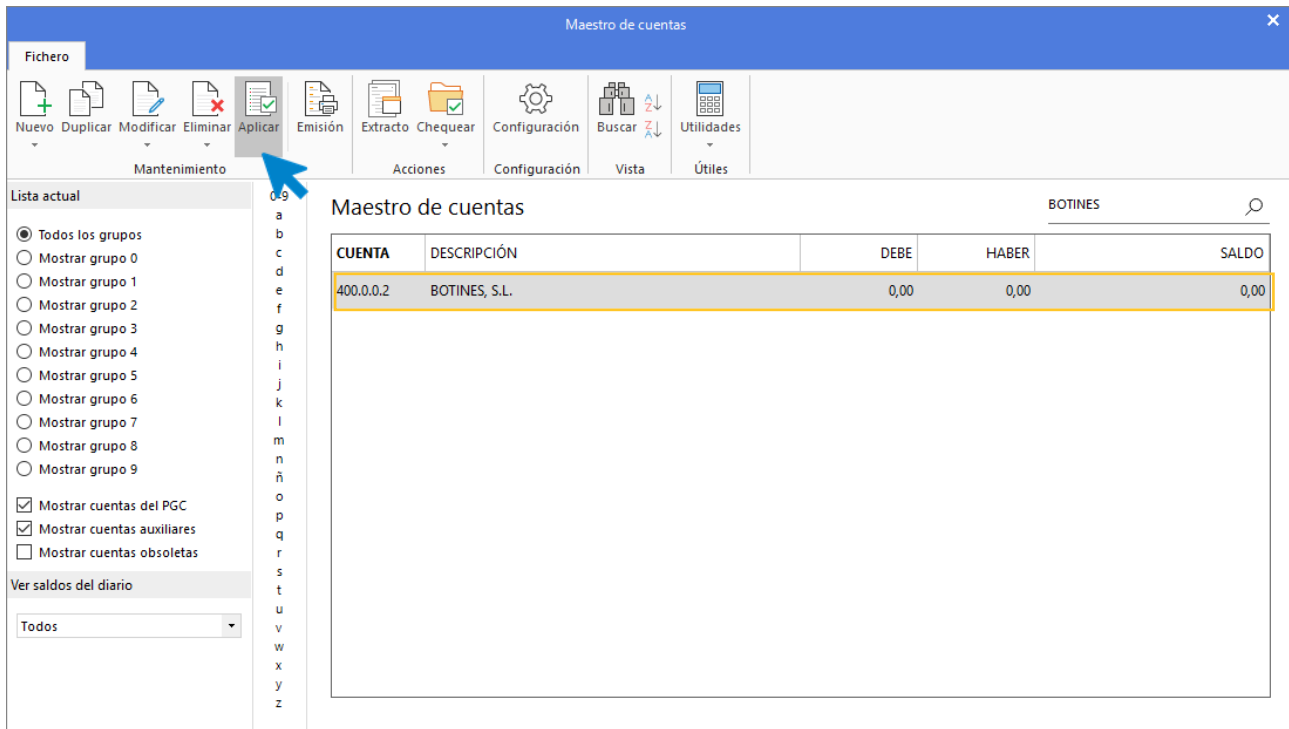 Maestro de cuentas
Fichero
Nuevo Duplicar Modificar Eliminar Aplicar Emisión Extracto Chequear Configuración Buscar Utilidades
Mantenimiento Acciones Configuración Vista Útiles
Lista actual
Todos los grupos
Mostrar grupo 0
Mostrar grupo 1
Mostrar grupo 2
Mostrar grupo 3
Mostrar grupo 4
Mostrar grupo 5
Mostrar grupo 6
Mostrar grupo 7
Mostrar grupo 8
Mostrar grupo 9
Mostrar cuentas del PGC
Mostrar cuentas auxiliares
Mostrar cuentas obsoletas
Ver saldos del diario
Todos
0-9
a
b
c
d
e
f
g
h
i
j
k
l
m
n
ñ
o
p
q
r
s
t
u
v
w
x
y
z
Maestro de cuentas
BOTINES
CUENTA DESCRIPCIÓN DEBE HABER SALDO
400.0.0.2 BOTINES, S.L. 0,00 0,00 0,00